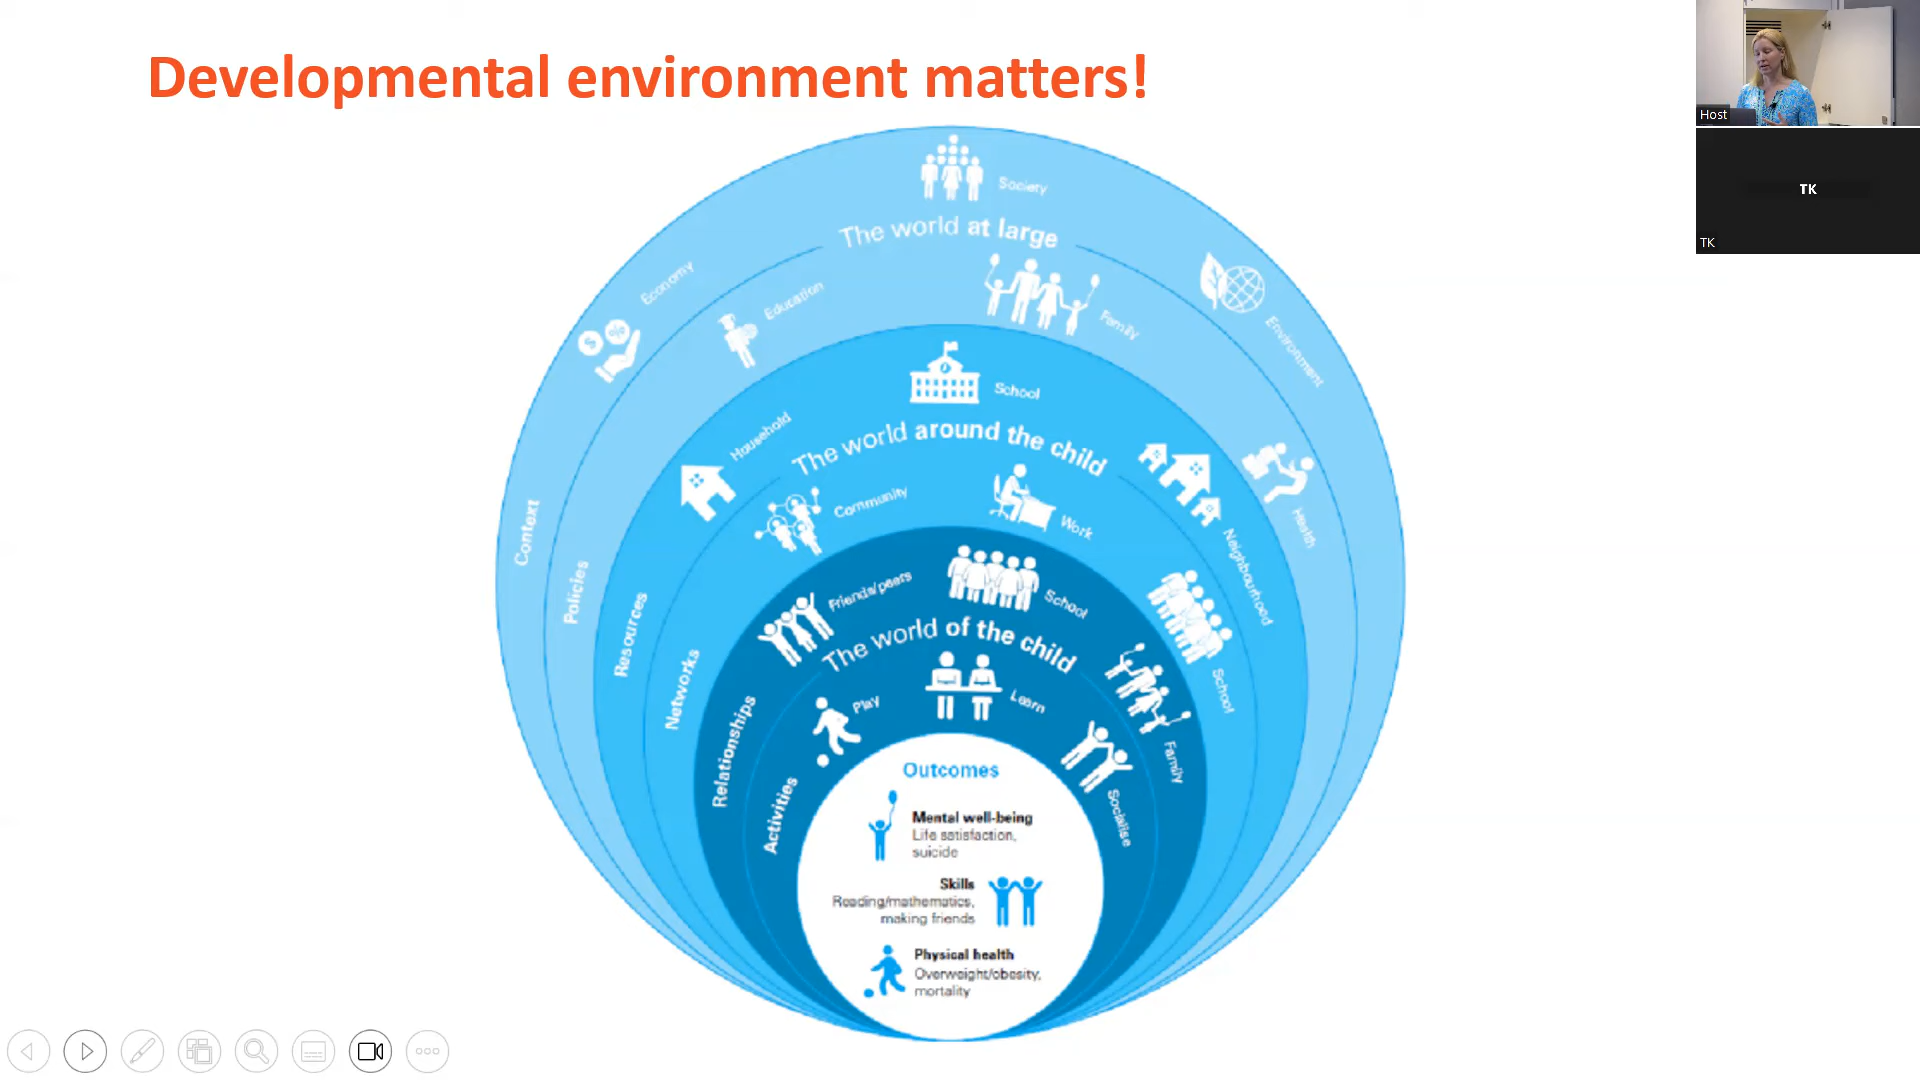 Developmental environment matters!
Society
The world at large
Economy
Education
Family
Environment
School
Household
The world around the child
Community
Work
Health
Neighbourhood
Context
Policies
Resources
Networks
Friends/peers
School
The world of the child
School
Family
Relationships
Activities
Play
Learn
Socialise
Outcomes
Mental well-being
Life satisfaction,
suicide
Skills
Reading/mathematics,
making friends
Physical health
Overweight/obesity,
mortality
Host
TK
TK